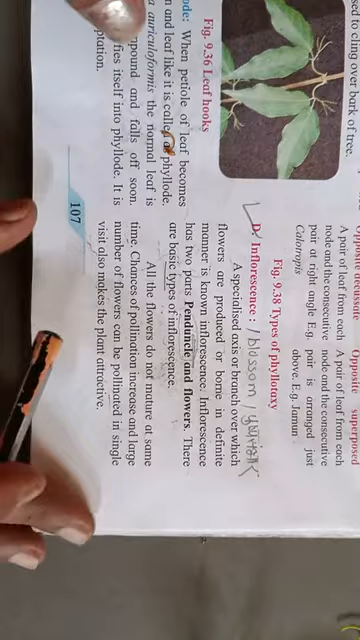 sed to cling over bark of tree.
Fig. 9.36 Leaf hooks
ode: When petiole of leaf becomes
n and leaf like it is called a phyllode.
a auriculoformis the normal leaf is
pound and falls off soon.
fies itself into phyllode. It is
ptation.
Opposite decussate
A pair of leaf from each
node and the consecutive
pair at right angle E.g.
Calotropis
Opposite superposed
A pair of leaf from each
node and the consecutive
pair is arranged just
above. E.g. Jamun
Fig. 9.38 Types of phyllotaxy
D. Inflorescence : / blossom /
A specialised axis or branch over which
flowers are produced or borne in definite
manner is known inflorescence. Inflorescence
has two parts Penduncle and flowers. There
are basic types of inflorescence.
All the flowers do not mature at same
time. Chances of pollination increase and large
number of flowers can be pollinated in single
visit also makes the plant attractive.
107